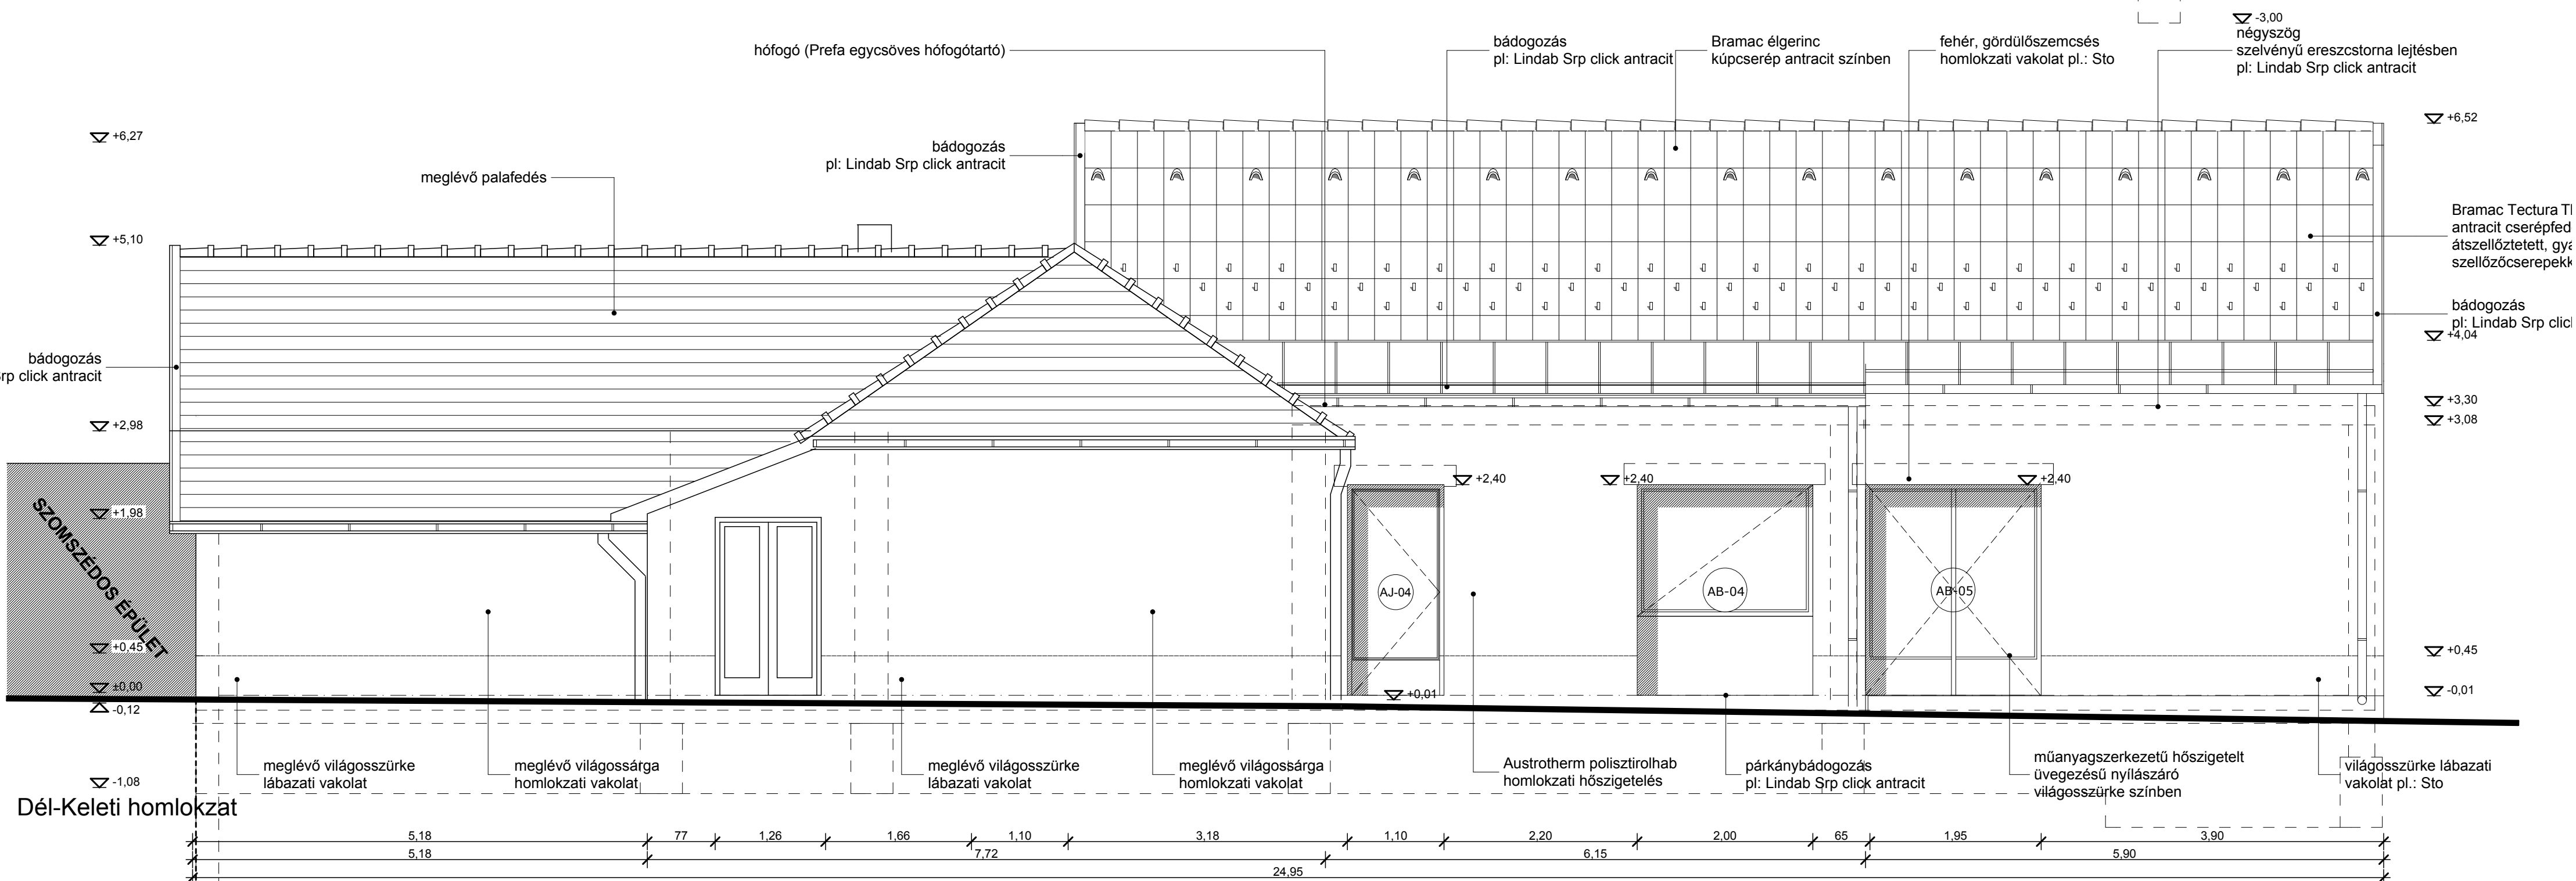 -3,00
hófogó (Prefa egycsöves hófogótartó)
bádogozás
pl: Lindab Srp click antracit
Bramac élgerinc
kúpcserép antracit színben
fehér, gördülőszemcsés
homlokzati vakolat pl.: Sto
négyszög
szelvényű ereszcstorna lejtésben
pl: Lindab Srp click antracit
+6,27
+6,52
bádogozás
pl: Lindab Srp click antracit
meglévő palafedés
+5,10
Bramac Tectura
antracit cserépfed
átszellőztetett, gya
szellőzőcserepekk
bádogozás
pl: Lindab Srp clic
+4,04
bádogozás
rp click antracit
+3,30
+3,08
+2,98
+2,40
+2,40
+2,40
SZOMSZÉDOS ÉPÜLET
+1,98
AJ-04
AB-04
AB-05
+0,45
+0,45
±0,00
-0,12
+0,01
-0,01
-1,08
meglévő világosszürke
lábazati vakolat
meglévő világossárga
homlokzati vakolat
meglévő világosszürke
lábazati vakolat
meglévő világossárga
homlokzati vakolat
Austrotherm polisztirolhab
homlokzati hőszigetelés
párkánybádogozás
pl: Lindab Srp click antracit
műanyagszerkezetű hőszigetelt
üvegezésű nyílászáró
világosszürke színben
világosszürke lábazati
vakolat pl.: Sto
Dél-Keleti homlokzat
5,18 77 1,26 1,66 1,10 3,18 1,10 2,20 2,00 65 1,95 3,90
5,18 7,72 6,15 5,90
24,95